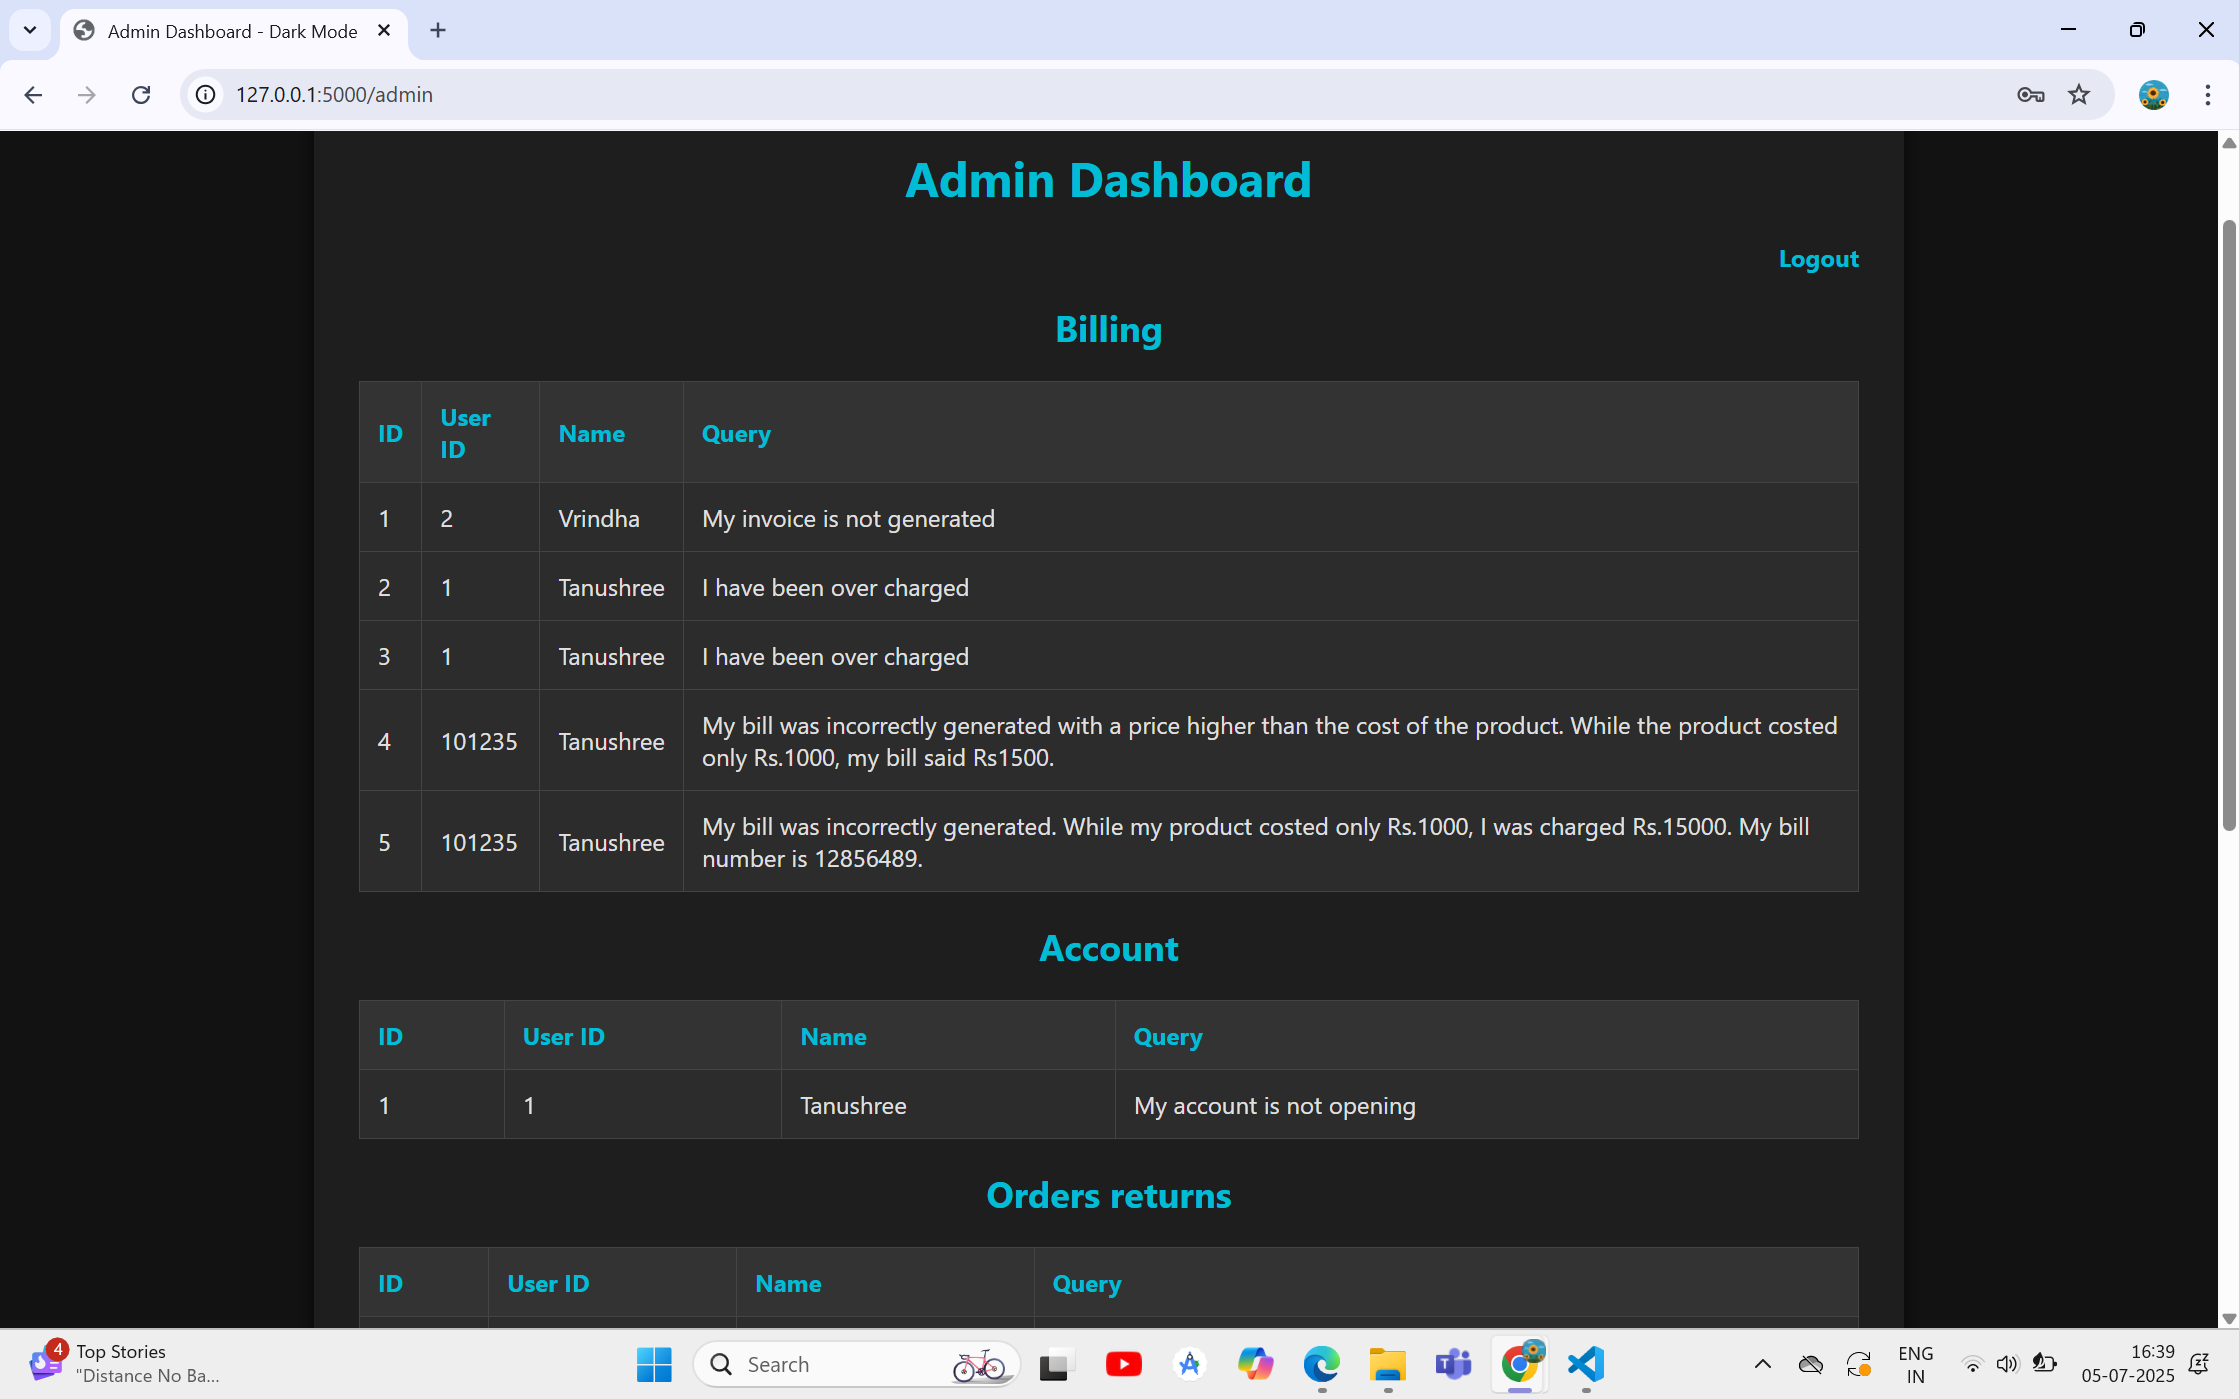 Admin Dashboard - Dark Mode
127.0.0.1:5000/admin
Admin Dashboard
Logout
Billing
ID User ID Name Query
1 2 Vrindha My invoice is not generated
2 1 Tanushree I have been over charged
3 1 Tanushree I have been over charged
4 101235 Tanushree My bill was incorrectly generated with a price higher than the cost of the product. While the product costed
only Rs.1000, my bill said Rs1500.
5 101235 Tanushree My bill was incorrectly generated. While my product costed only Rs.1000, I was charged Rs.15000. My bill
number is 12856489.
Account
ID User ID Name Query
1 1 Tanushree My account is not opening
Orders returns
ID User ID Name Query
4 Top Stories
"Distance No Ba...
Search
ENG
IN
16:39
05-07-2025